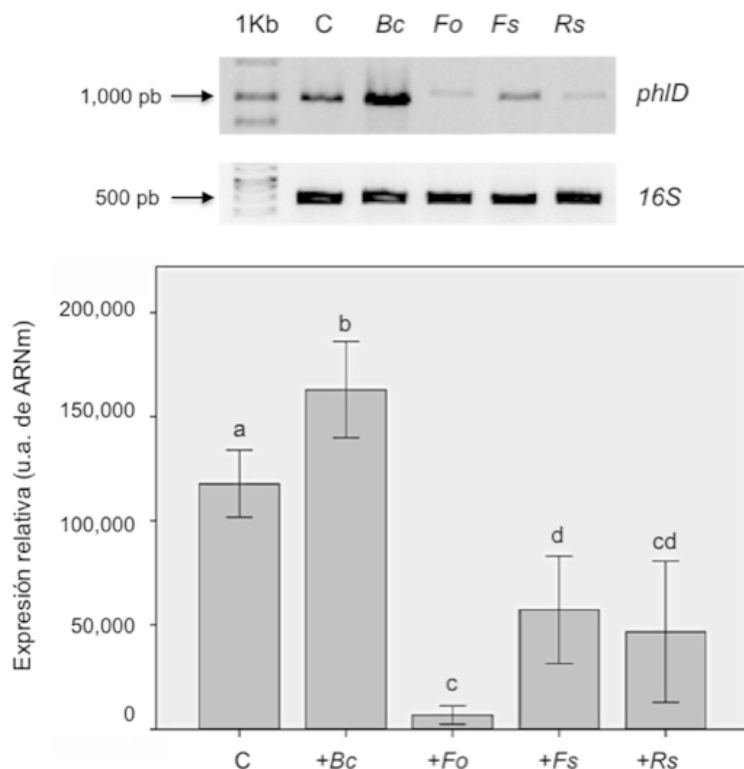 1Kb C Bc Fo Fs Rs
1,000 pb phlD
500 pb 16S
Expresión relativa (u.a. de ARNm)
200,000
b
150,000
a
100,000
d
cd
50,000
c
0
C +Bc +Fo +Fs +Rs